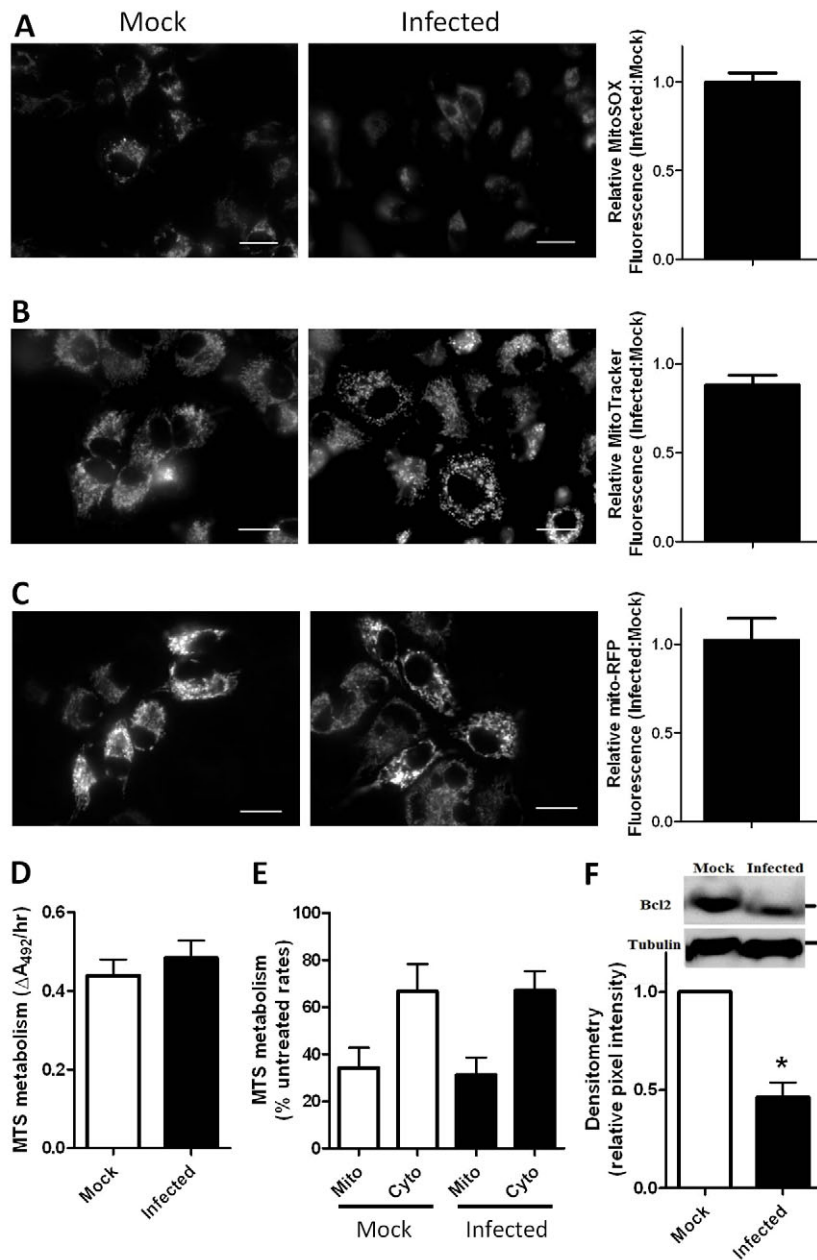 A
Mock
Infected
Relative MitoSOX
Fluorescence (Infected:Mock)
1.0
0.5
0.0
B
Relative MitoTracker
Fluorescence (Infected:Mock)
1.0
0.5
0.0
C
Relative mito-RFP
Fluorescence (Infected:Mock)
1.0
0.5
0.0
D
MTS metabolism (ΔA492/hr)
0.6
0.4
0.2
0.0
Mock
Infected
E
MTS metabolism
(% untreated rates)
100
80
60
40
20
0
Mito
Cyto
Mito
Cyto
Mock
Infected
F
Mock Infected
Bcl2
Tubulin
Densitometry
(relative pixel intensity)
1.0
0.5
0.0
*
Mock
Infected